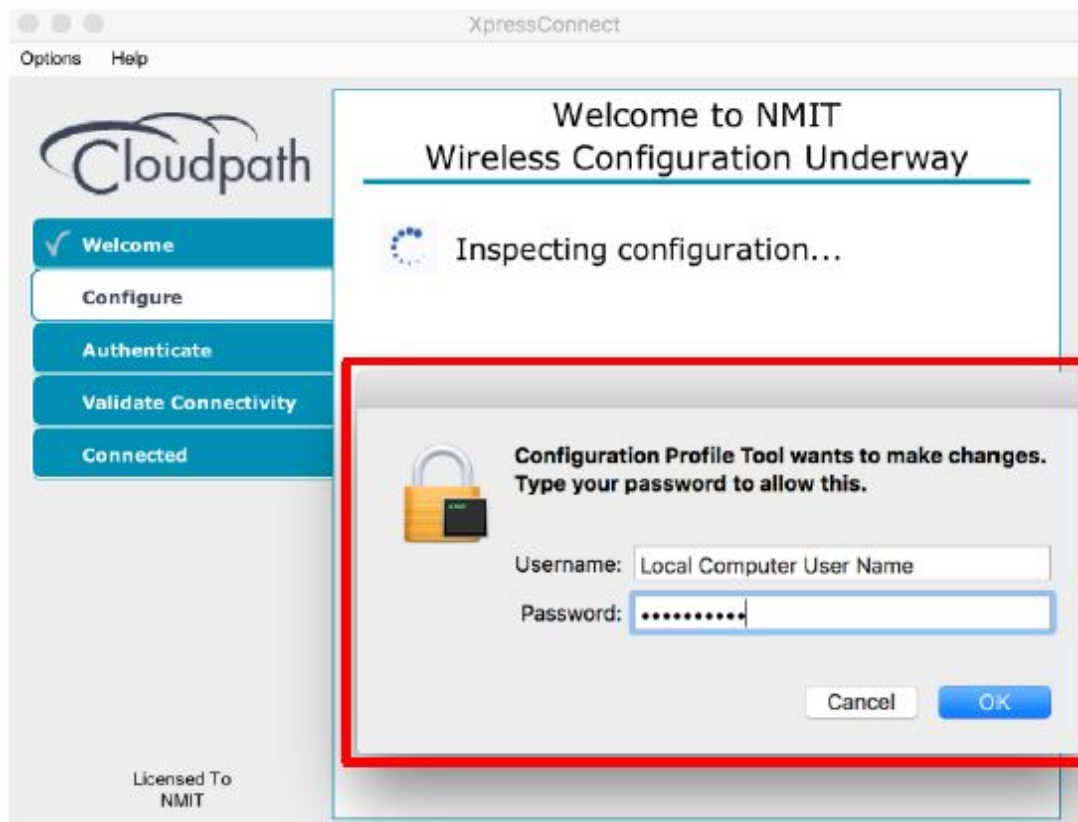 XpressConnect
Options Help
Cloudpath
Welcome
Configure
Authenticate
Validate Connectivity
Connected
Licensed To
NMIT
Welcome to NMIT
Wireless Configuration Underway
Inspecting configuration...
Configuration Profile Tool wants to make changes.
Type your password to allow this.
Username: Local Computer User Name
Password: ••••••••••
Cancel OK